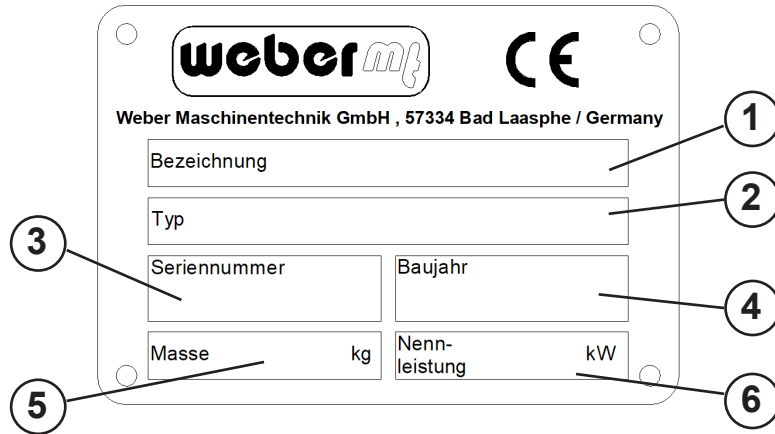 weber mt CE
Weber Maschinentechnik GmbH , 57334 Bad Laasphe / Germany
1
Bezeichnung
2
Typ
3
Seriennummer
Baujahr
4
Masse kg
Nenn-
leistung
kW
5
6